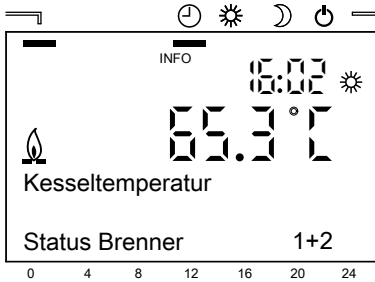 INFO
16:02
65.3°C
Kesseltemperatur
Status Brenner 1+2
0 4 8 12 16 20 24